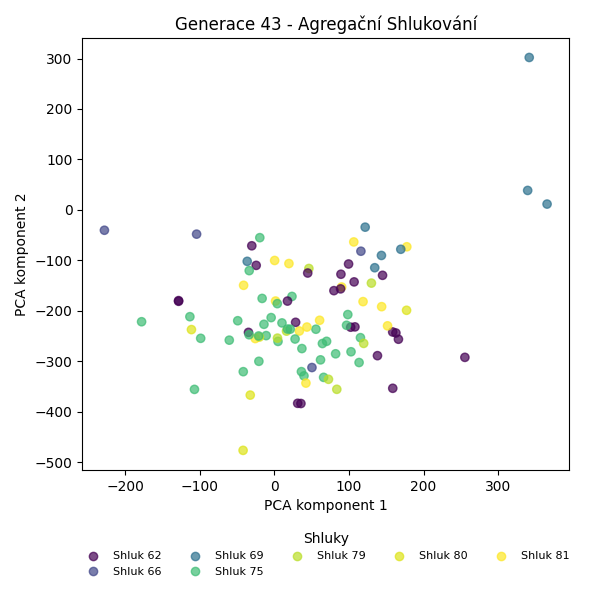 Generace 43 - Agregační Shlukování
300
200
100
0
−100
−200
−300
−400
−500
PCA komponent 2
−200 −100 0 100 200 300
PCA komponent 1
Shluky
Shluk 62 Shluk 69 Shluk 79 Shluk 80 Shluk 81
Shluk 66 Shluk 75